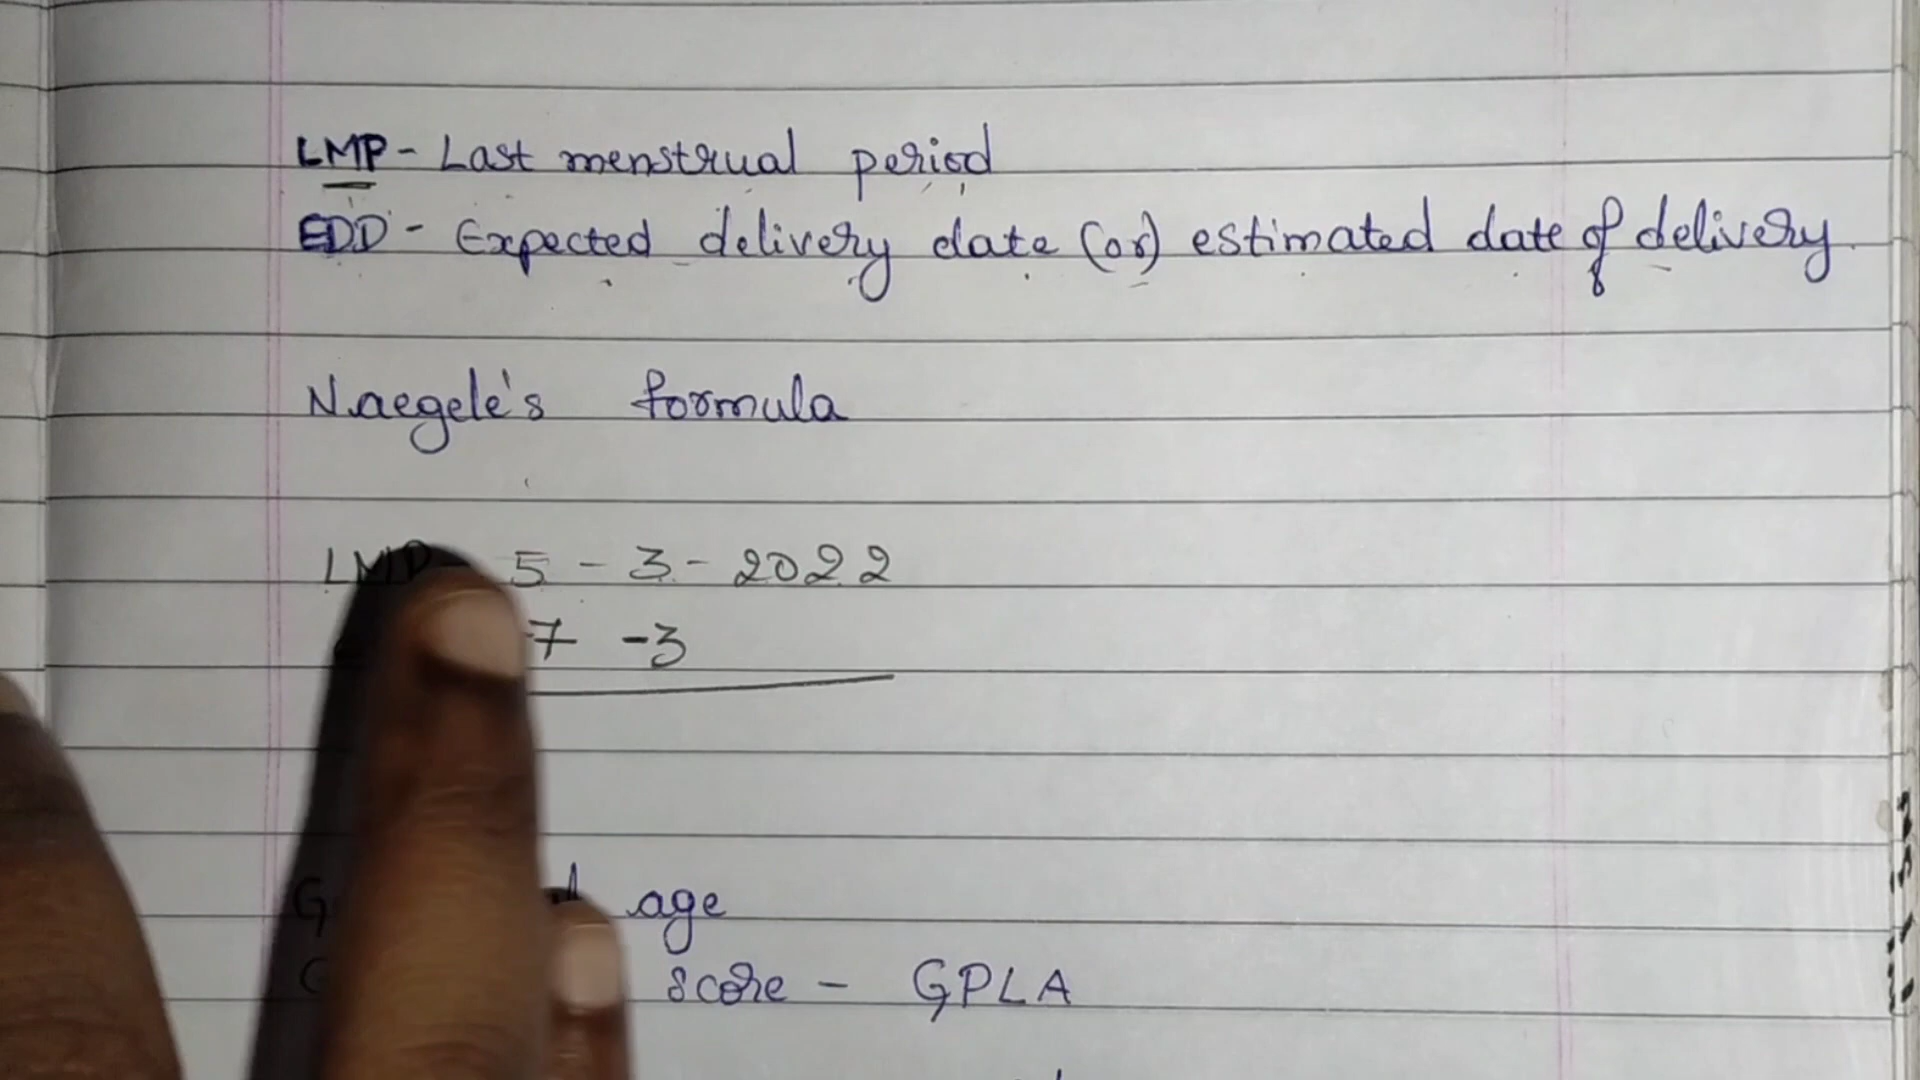 LMP - Last menstrual period
EDD - Expected delivery date (or) estimated date of delivery
Naegele's formula
LMP - 5 - 3 - 2022
7 -3
age
score - GPLA